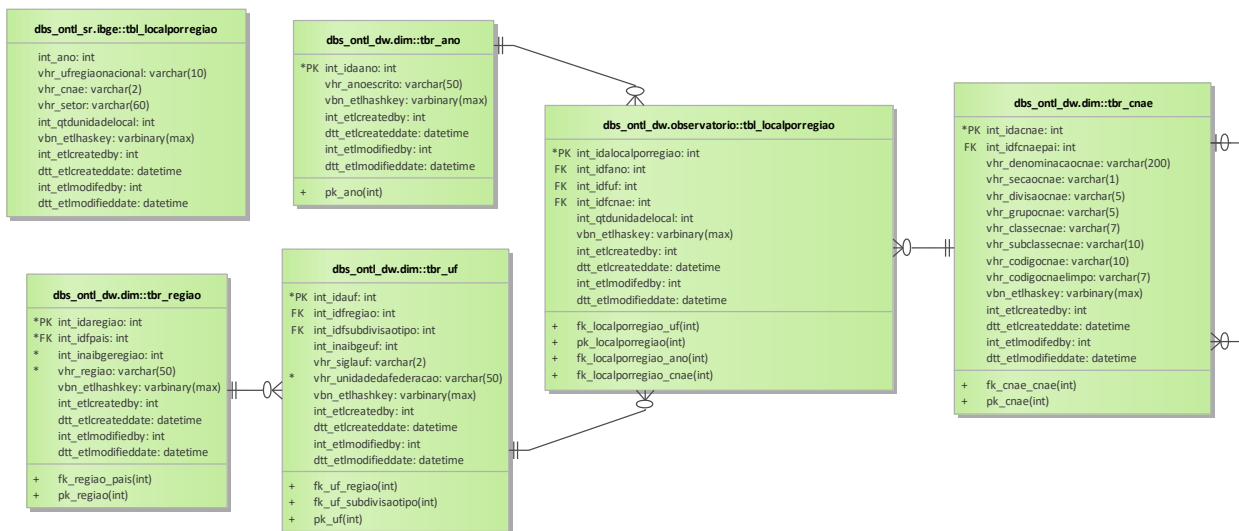 dbs_ontl_sr.ibge::tbl_localporregiao
int_ano: int
vhr_ufregiaonacional: varchar(10)
vhr_cnae: varchar(2)
vhr_setor: varchar(60)
int_qtdunidadelocal: int
vbn_etlhaskey: varbinary(max)
int_etlcreatedby: int
dtt_etlcreateddate: datetime
int_etlmodifedby: int
dtt_etlmodifieddate: datetime
dbs_ontl_dw.dim::tbr_ano
*PK int_idaano: int
vhr_anoescrito: varchar(50)
vbn_etlhashkey: varbinary(max)
int_etlcreatedby: int
dtt_etlcreateddate: datetime
int_etlmodifiedby: int
dtt_etlmodifieddate: datetime
+ pk_ano(int)
dbs_ontl_dw.observatorio::tbl_localporregiao
*PK int_idalocalporregiao: int
FK int_idfano: int
FK int_idfuf: int
FK int_idfcnae: int
int_qtdunidadelocal: int
vbn_etlhaskey: varbinary(max)
int_etlcreatedby: int
dtt_etlcreateddate: datetime
int_etlmodifedby: int
dtt_etlmodifieddate: datetime
+ fk_localporregiao_uf(int)
+ pk_localporregiao(int)
+ fk_localporregiao_ano(int)
+ fk_localporregiao_cnae(int)
dbs_ontl_dw.dim::tbr_cnae
*PK int_idacnae: int
FK int_idfcnaepai: int
vhr_denominacaocnae: varchar(200)
vhr_secaocnae: varchar(1)
vhr_divisaocnae: varchar(5)
vhr_grupocnae: varchar(5)
vhr_classecnae: varchar(7)
vhr_subclassecnae: varchar(10)
vhr_codigocnae: varchar(10)
vhr_codigocnaelimpo: varchar(7)
vbn_etlhaskey: varbinary(max)
int_etlcreatedby: int
dtt_etlcreateddate: datetime
int_etlmodifedby: int
dtt_etlmodifieddate: datetime
+ fk_cnae_cnae(int)
+ pk_cnae(int)
dbs_ontl_dw.dim::tbr_regiao
*PK int_idaregiao: int
*FK int_idfpais: int
* int_inaibgeregiao: int
* vhr_regiao: varchar(50)
vbn_etlhashkey: varbinary(max)
int_etlcreatedby: int
dtt_etlcreateddate: datetime
int_etlmodifiedby: int
dtt_etlmodifieddate: datetime
+ fk_regiao_pais(int)
+ pk_regiao(int)
dbs_ontl_dw.dim::tbr_uf
*PK int_idauf: int
FK int_idfregiao: int
FK int_idfsubdivisaotipo: int
int_inaibgeuf: int
vhr_siglauf: varchar(2)
* vhr_unidadedafederacao: varchar(50)
vbn_etlhashkey: varbinary(max)
int_etlcreatedby: int
dtt_etlcreateddate: datetime
int_etlmodifiedby: int
dtt_etlmodifieddate: datetime
+ fk_uf_regiao(int)
+ fk_uf_subdivisaotipo(int)
+ pk_uf(int)